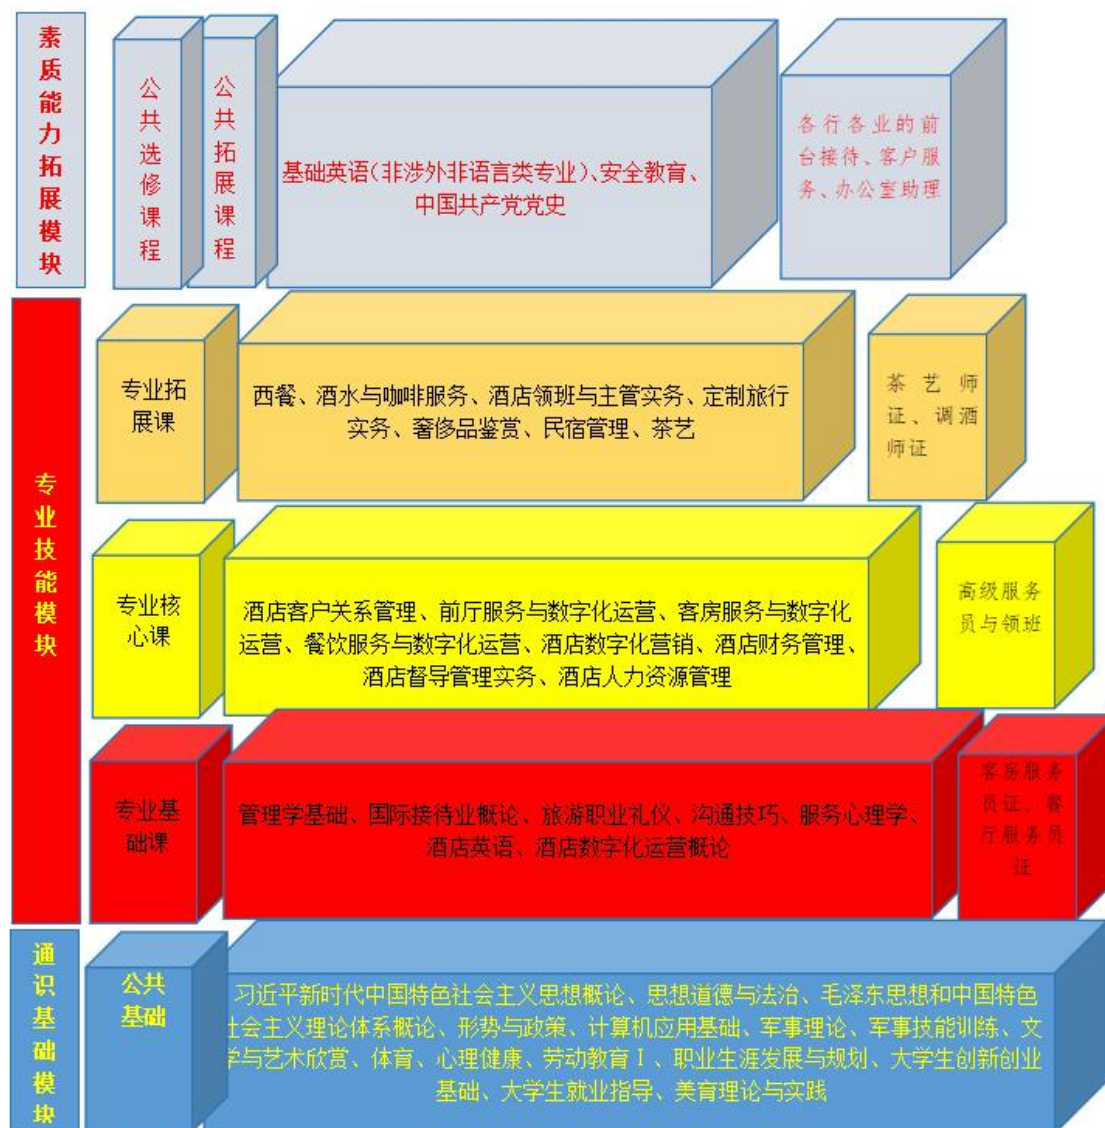 素质能力拓展模块
公共选修课程
公共拓展课程
基础英语(非涉外非语言类专业)、安全教育、
中国共产党党史
各行各业的前
台接待、客户服
务、办公室助理
专业技能模块
专业拓
展课
西餐、酒水与咖啡服务、酒店领班与主管实务、定制旅行
实务、奢侈品鉴赏、民宿管理、茶艺
茶艺师
证、调酒
师证
专业核
心课
酒店客户关系管理、前厅服务与数字化运营、客房服务与数字化
运营、餐饮服务与数字化运营、酒店数字化营销、酒店财务管理、
酒店督导管理实务、酒店人力资源管理
高级服务
员与领班
专业基
础课
管理学基础、国际接待业概论、旅游职业礼仪、沟通技巧、服务心理学、
酒店英语、酒店数字化运营概论
客房服务
员证、餐
厅服务员
证
通识基础模块
公共
基础
习近平新时代中国特色社会主义思想概论、思想道德与法治、毛泽东思想和中国特色
社会主义理论体系概论、形势与政策、计算机应用基础、军事理论、军事技能训练、文
学与艺术欣赏、体育、心理健康、劳动教育Ⅰ、职业生涯发展与规划、大学生创新创业
基础、大学生就业指导、美育理论与实践